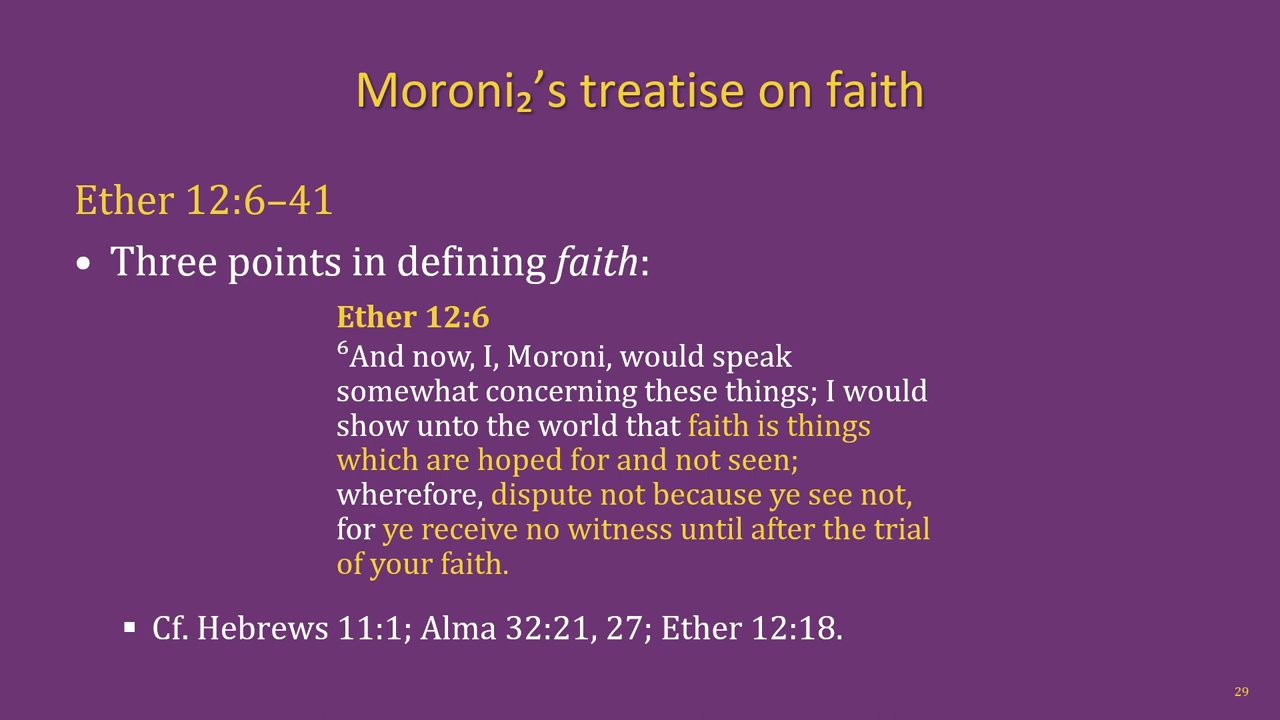 Moroni₂’s treatise on faith
Ether 12:6–41
• Three points in defining faith:
Ether 12:6
⁶And now, I, Moroni, would speak
somewhat concerning these things; I would
show unto the world that faith is things
which are hoped for and not seen;
wherefore, dispute not because ye see not,
for ye receive no witness until after the trial
of your faith.
▪ Cf. Hebrews 11:1; Alma 32:21, 27; Ether 12:18.
29